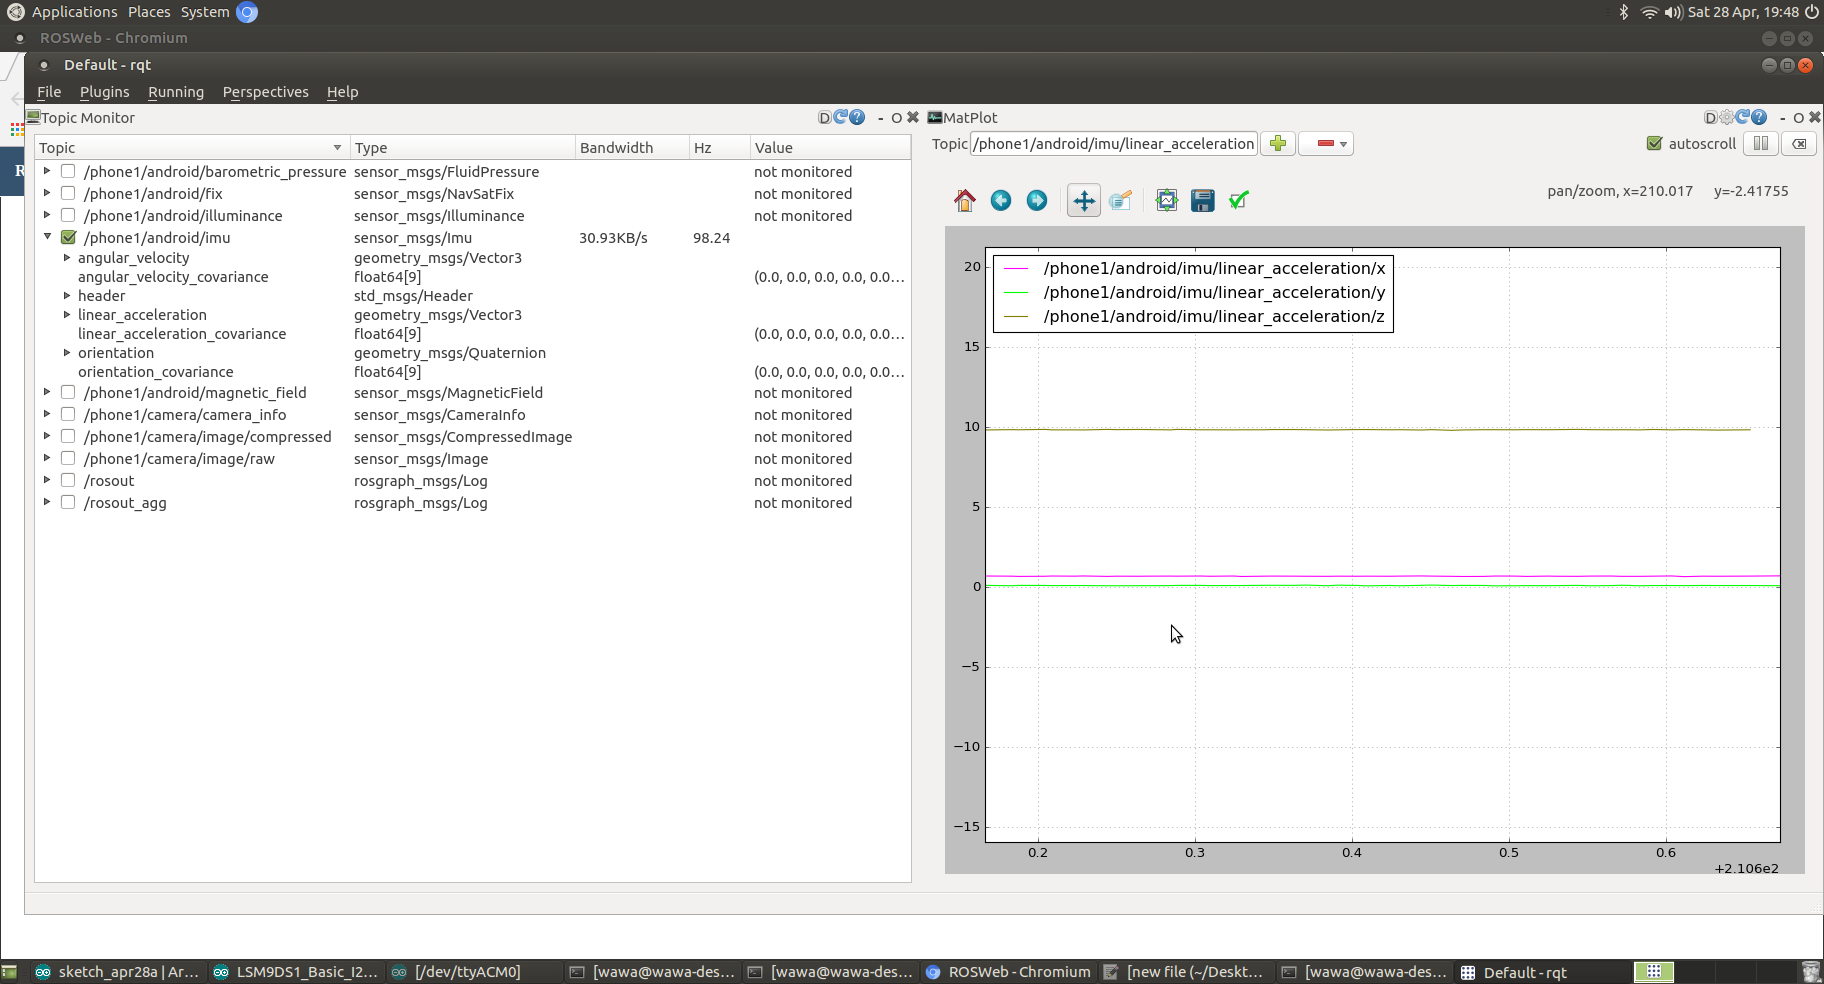 Applications Places System
Sat 28 Apr, 19:48
ROSWeb - Chromium
Default - rqt
File Plugins Running Perspectives Help
Topic Monitor
D
- O
MatPlot
D
- O
Topic /phone1/android/imu/linear_acceleration
autoscroll
R
Topic Type Bandwidth Hz Value
/phone1/android/barometric_pressure sensor_msgs/FluidPressure not monitored
/phone1/android/fix sensor_msgs/NavSatFix not monitored
/phone1/android/illuminance sensor_msgs/Illuminance not monitored
/phone1/android/imu sensor_msgs/Imu 30.93KB/s 98.24
angular_velocity geometry_msgs/Vector3
angular_velocity_covariance float64[9] (0.0, 0.0, 0.0, 0.0, 0.0...
header std_msgs/Header
linear_acceleration geometry_msgs/Vector3
linear_acceleration_covariance float64[9] (0.0, 0.0, 0.0, 0.0, 0.0...
orientation geometry_msgs/Quaternion
orientation_covariance float64[9] (0.0, 0.0, 0.0, 0.0, 0.0...
/phone1/android/magnetic_field sensor_msgs/MagneticField not monitored
/phone1/camera/camera_info sensor_msgs/CameraInfo not monitored
/phone1/camera/image/compressed sensor_msgs/CompressedImage not monitored
/phone1/camera/image/raw sensor_msgs/Image not monitored
/rosout rosgraph_msgs/Log not monitored
/rosout_agg rosgraph_msgs/Log not monitored
pan/zoom, x=210.017 y=-2.41755
/phone1/android/imu/linear_acceleration/x
/phone1/android/imu/linear_acceleration/y
/phone1/android/imu/linear_acceleration/z
20
15
10
5
0
−5
−10
−15
0.2 0.3 0.4 0.5 0.6
+2.106e2
sketch_apr28a | Ar... LSM9DS1_Basic_I2... [/dev/ttyACM0] [wawa@wawa-des... [wawa@wawa-des... ROSWeb - Chromium [new file (~/Deskt... [wawa@wawa-des... Default - rqt